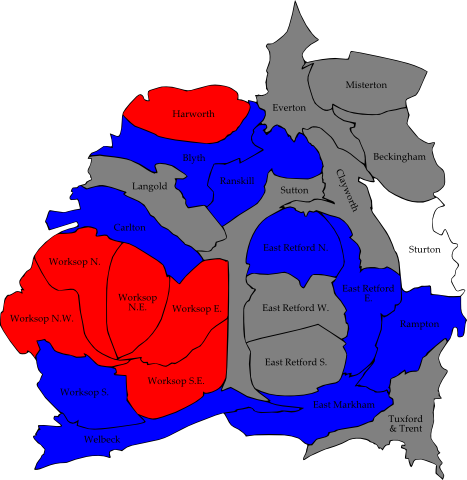 Misterton
Everton
Harworth
Beckingham
Blyth
Ranskill
Langold
Sutton
Clayworth
Carlton
East Retford N.
Sturton
Worksop N.
East Retford
E.
Worksop
N.E.
Worksop E.
East Retford W.
Worksop N.W.
Rampton
East Retford S.
Worksop S.E.
Worksop S.
East Markham
Tuxford
& Trent
Welbeck